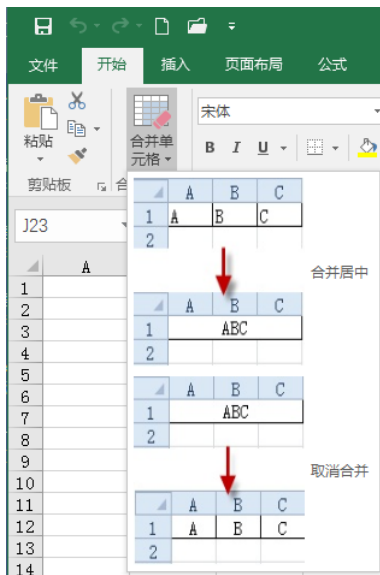 文件 开始 插入 页面布局 公式
宋体
粘贴 合并单元格
B I U
剪贴板
J23
A
1
2
3
4
5
6
7
8
9
10
11
12
13
14
A B C
1 A B C
2
合并居中
A B C
1 ABC
2
A B C
1 ABC
2
取消合并
A B C
1 A B C
2